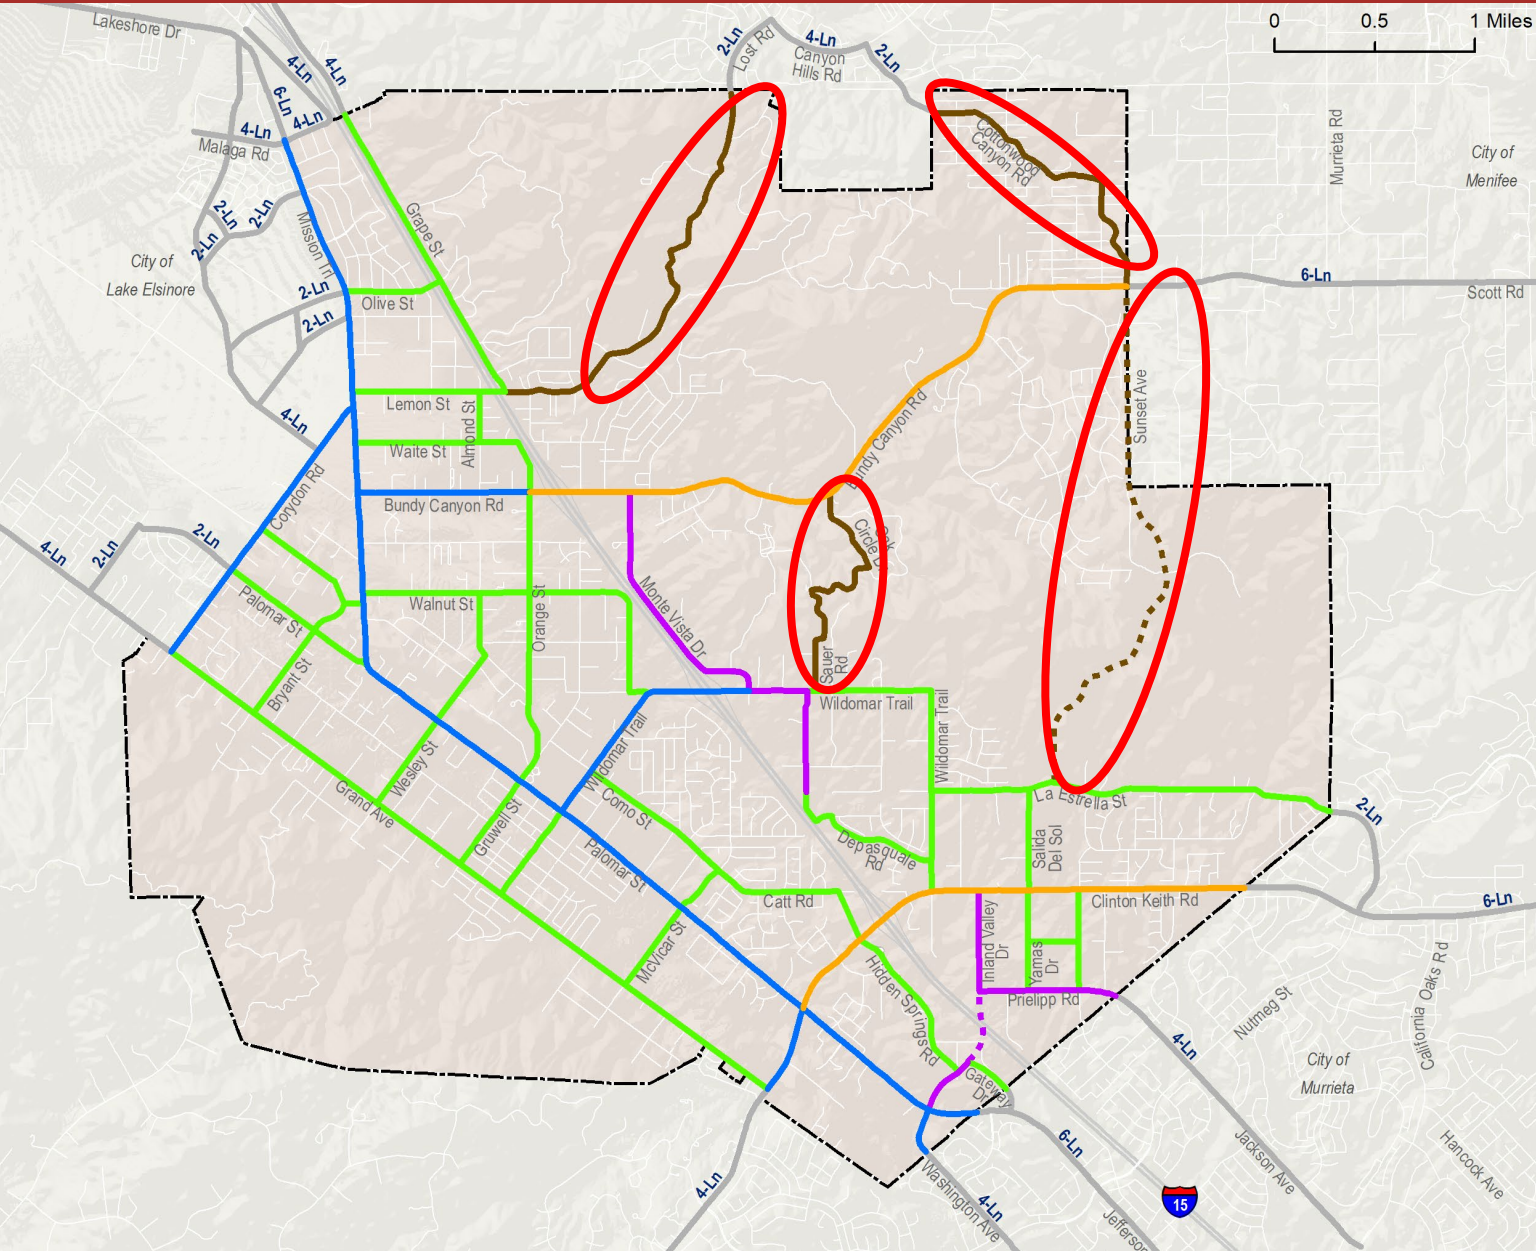 0 0.5 1 Miles
Lakeshore Dr
4-Ln
4-Ln
6-Ln
4-Ln
4-Ln
Malaga Rd
2-Ln
Lost Rd
4-Ln
Canyon
Hills Rd
2-Ln
Cottonwood
Canyon Rd
Murrieta Rd
City of
Menifee
2-Ln
2-Ln
2-Ln
Mission Trl
Grape St
City of
Lake Elsinore
2-Ln
2-Ln
Olive St
6-Ln
Scott Rd
4-Ln
Lemon St
Almond St
Waite St
Bundy Canyon Rd
Sunset Ave
Corydon Rd
Bundy Canyon Rd
4-Ln
2-Ln
2-Ln
Oak
Circle Dr
Palomar St
Walnut St
Orange St
Monte Vista Dr
Bryant St
Sauer
Rd
Wildomar Trail
Wildomar Trail
Wildomar Trail
Wesley St
Grand Ave
Gruwell St
Como St
Palomar St
Depasquale
Rd
La Estrella St
Salida
Del Sol
2-Ln
Catt Rd
Clinton Keith Rd
6-Ln
McVicar St
Hidden Springs Rd
Inland Valley
Dr
Yamas
Dr
Prielipp Rd
Nutmeg St
California Oaks Rd
4-Ln
City of
Murrieta
Gateway
Dr
6-Ln
4-Ln
Washington Ave
4-Ln
Jefferson
15
Jackson Ave
Hancock Ave